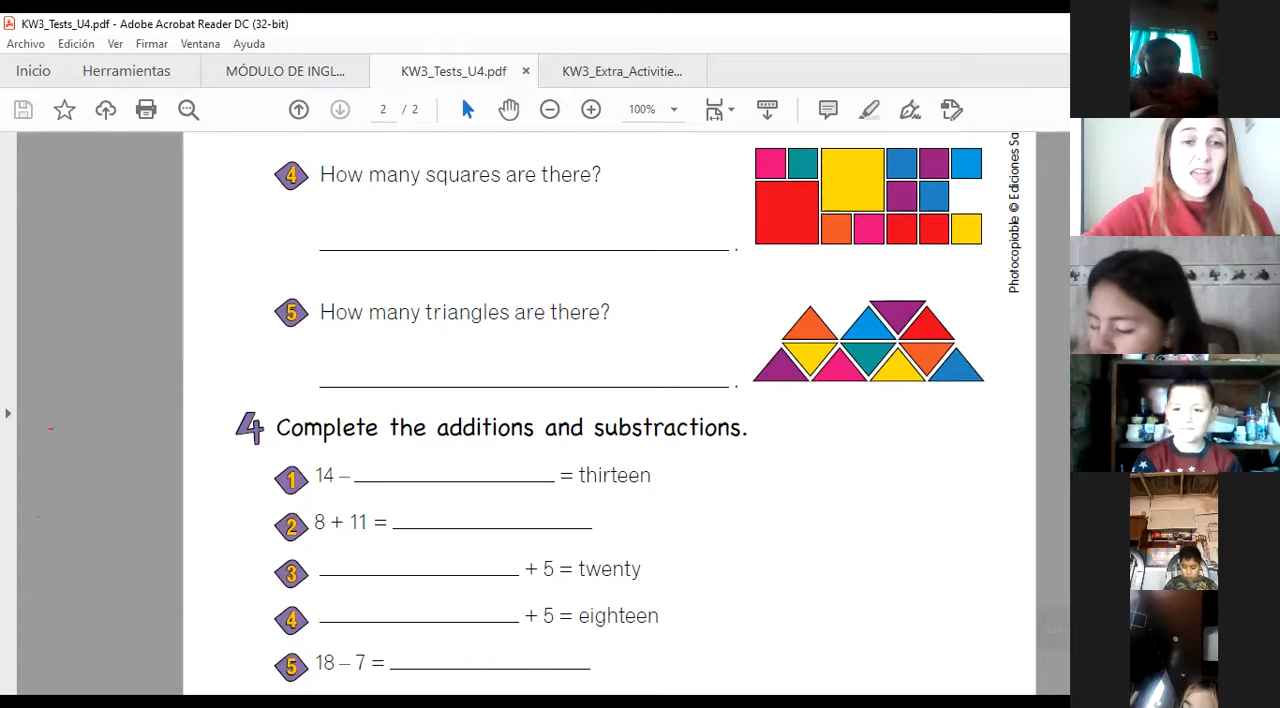 KW3_Tests_U4.pdf - Adobe Acrobat Reader DC (32-bit)
Archivo Edición Ver Firmar Ventana Ayuda
Inicio Herramientas MÓDULO DE INGL... KW3_Tests_U4.pdf × KW3_Extra_Activitie...
2 / 2 100%
4 How many squares are there?
.
Photocopiable © Ediciones Sa
5 How many triangles are there?
.
4 Complete the additions and substractions.
1 14 – = thirteen
2 8 + 11 =
3 + 5 = twenty
4 + 5 = eighteen
5 18 – 7 =